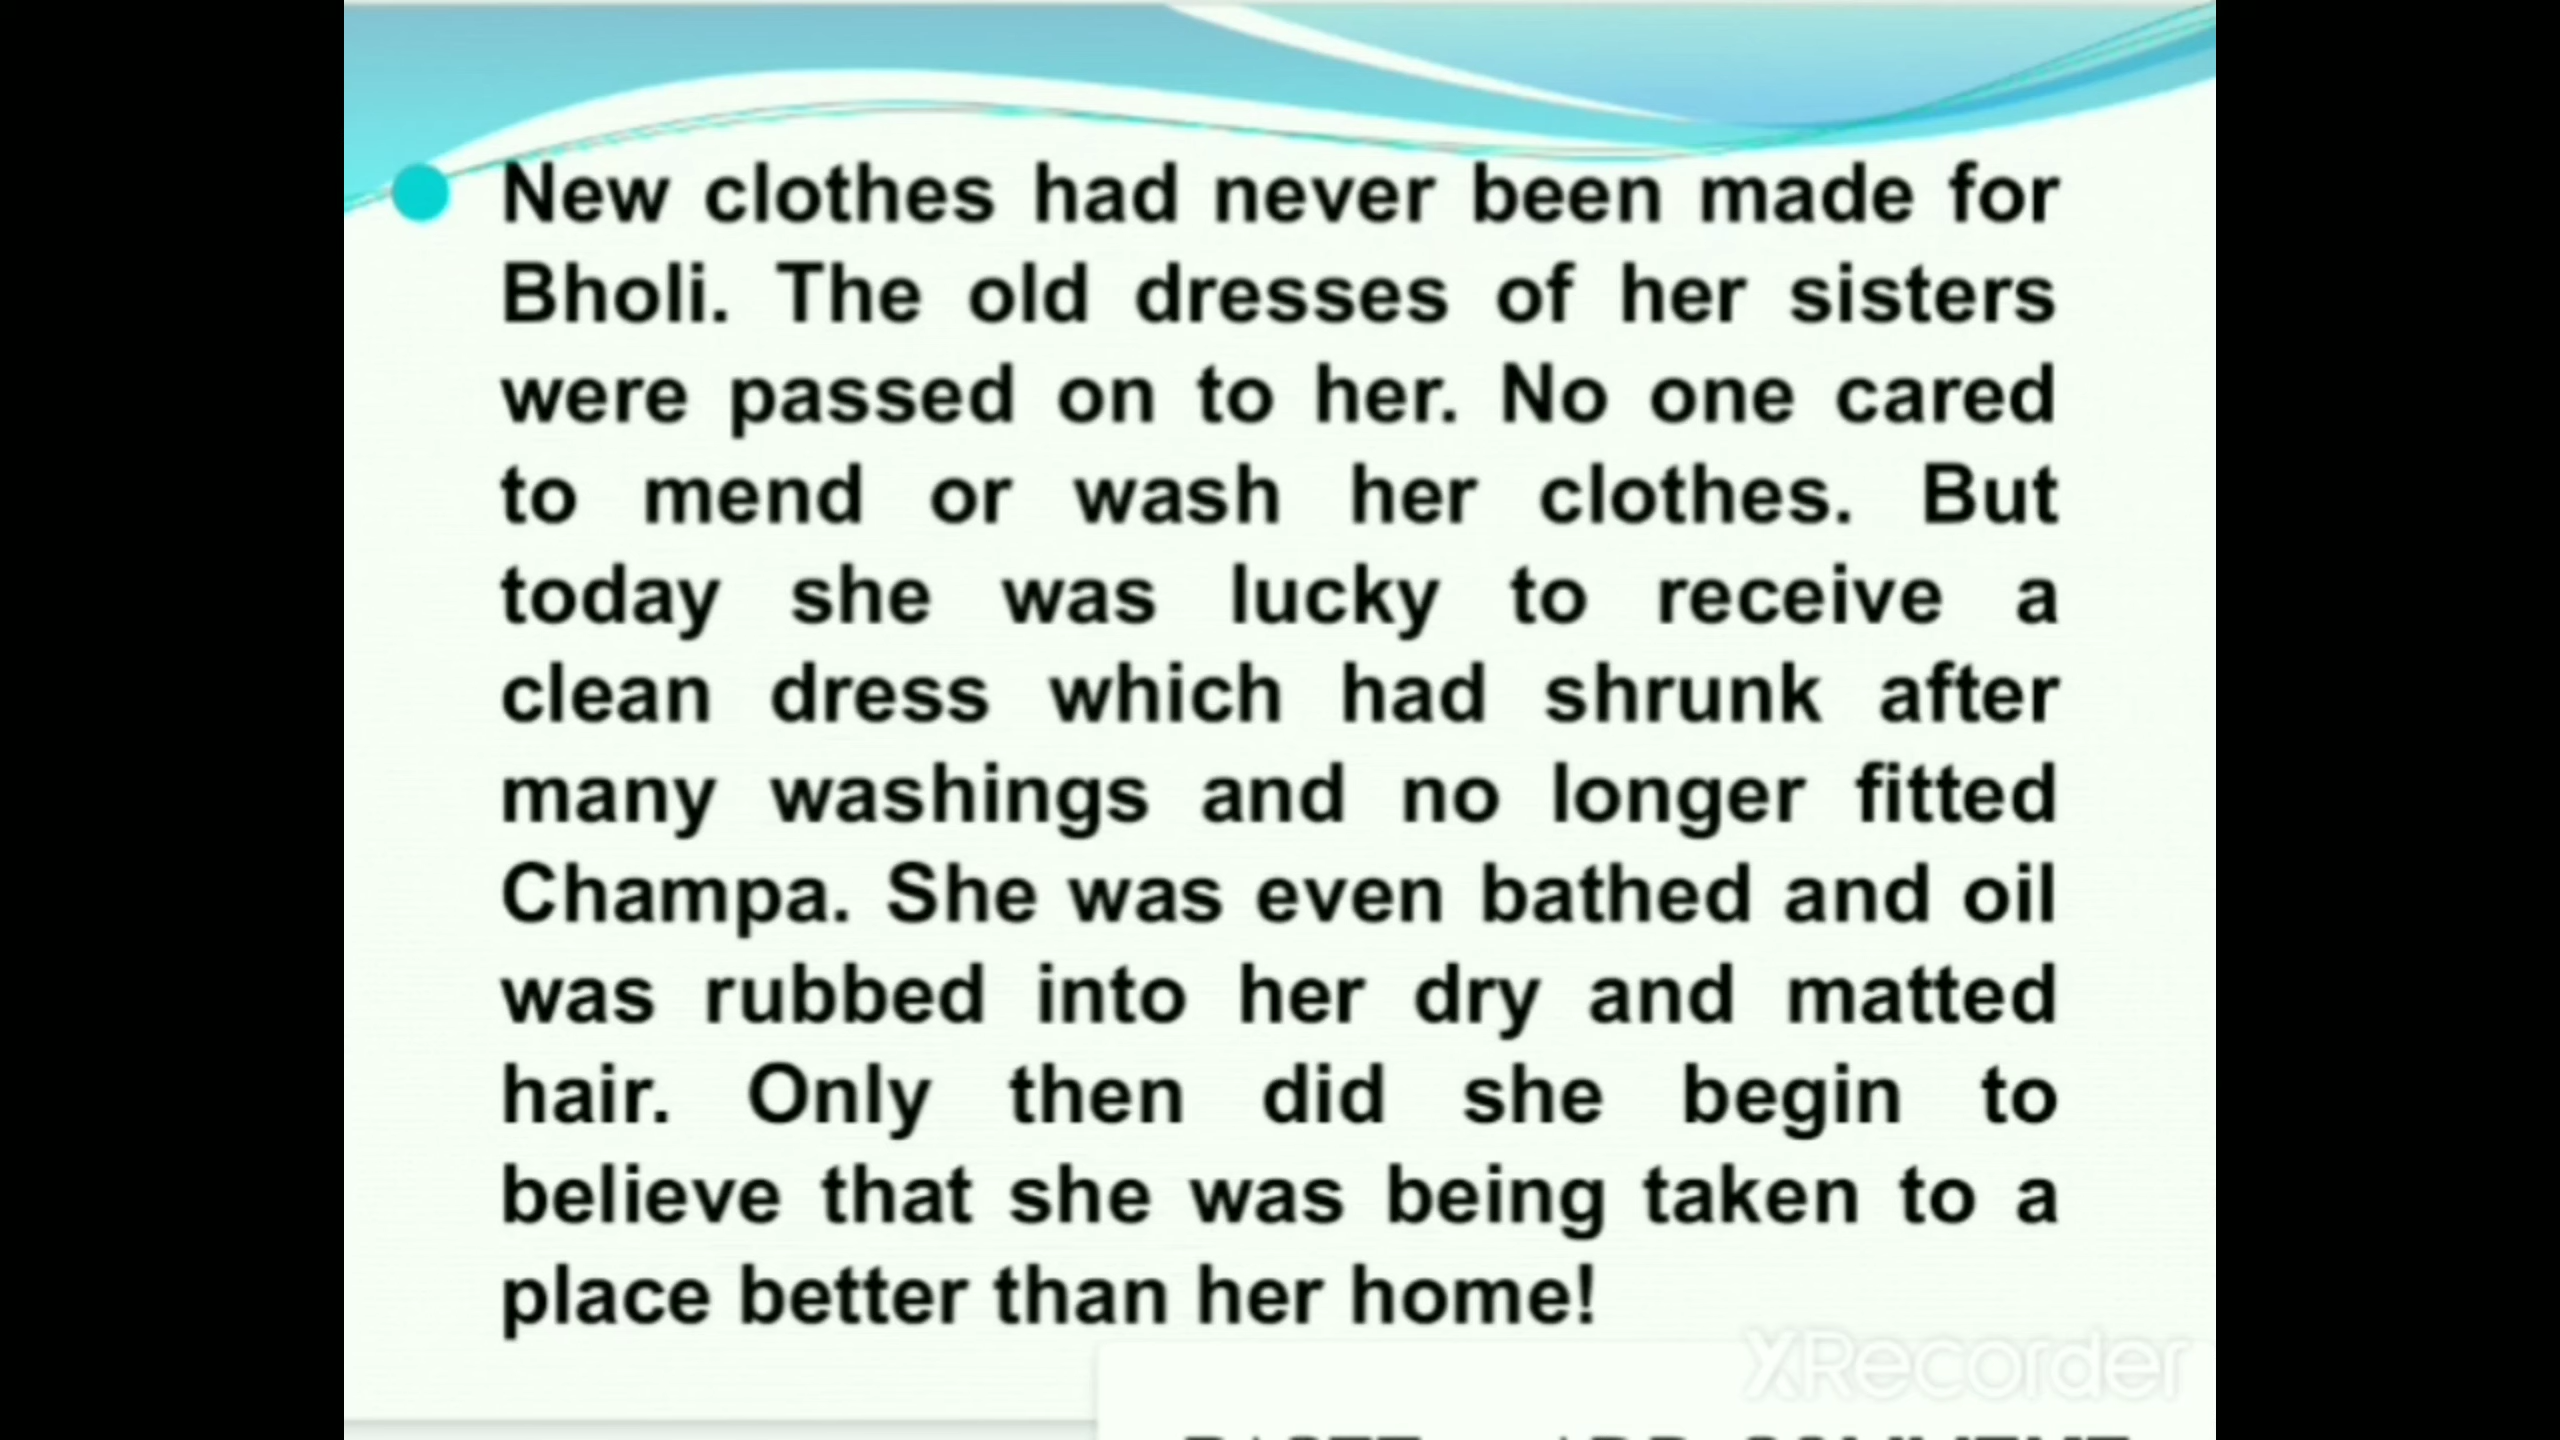 New clothes had never been made for
Bholi. The old dresses of her sisters
were passed on to her. No one cared
to mend or wash her clothes. But
today she was lucky to receive a
clean dress which had shrunk after
many washings and no longer fitted
Champa. She was even bathed and oil
was rubbed into her dry and matted
hair. Only then did she begin to
believe that she was being taken to a
place better than her home!
XRecorder